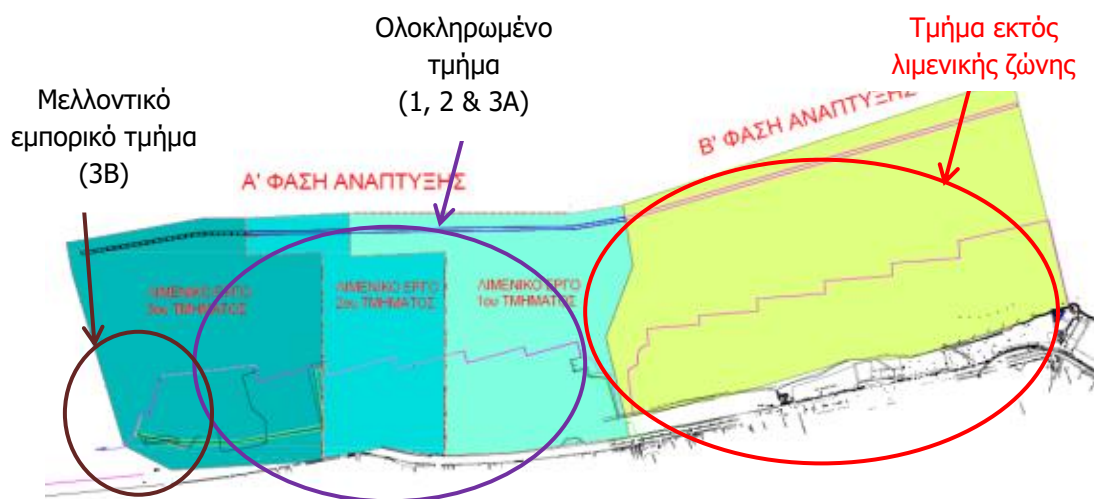 Ολοκληρωμένο
τμήμα
(1, 2 & 3Α)
Τμήμα εκτός
λιμενικής ζώνης
Μελλοντικό
εμπορικό τμήμα
(3Β)
Α' ΦΑΣΗ ΑΝΑΠΤΥΞΗΣ
Β' ΦΑΣΗ ΑΝΑΠΤΥΞΗΣ
ΛΙΜΕΝΙΚΟ ΕΡΓΟ
3ου ΤΜΗΜΑΤΟΣ
ΛΙΜΕΝΙΚΟ ΕΡΓΟ
2ου ΤΜΗΜΑΤΟΣ
ΛΙΜΕΝΙΚΟ ΕΡΓΟ
1ου ΤΜΗΜΑΤΟΣ